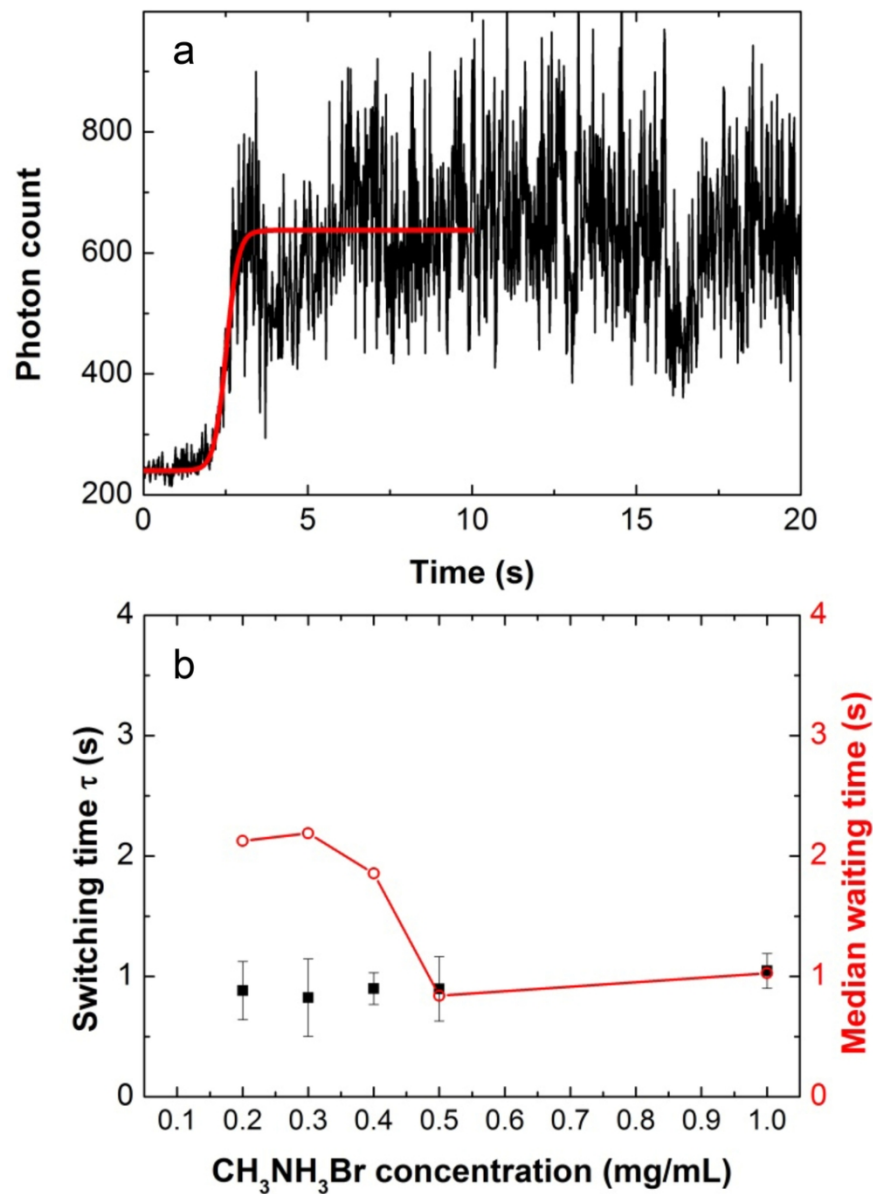 a
Photon count
800
600
400
200
0 5 10 15 20
Time (s)
b
Switching time τ (s)
Median waiting time (s)
4 4
3 3
2 2
1 1
0 0
0.1 0.2 0.3 0.4 0.5 0.6 0.7 0.8 0.9 1.0
CH₃NH₃Br concentration (mg/mL)